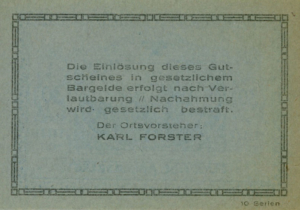 Die Einlösung dieses Gut-
scheines in gesetzlichem
Bargelde erfolgt nach Ver-
lautbarung // Nachahmung
wird gesetzlich bestraft.
Der Ortsvorsteher:
KARL FORSTER
10 Serien